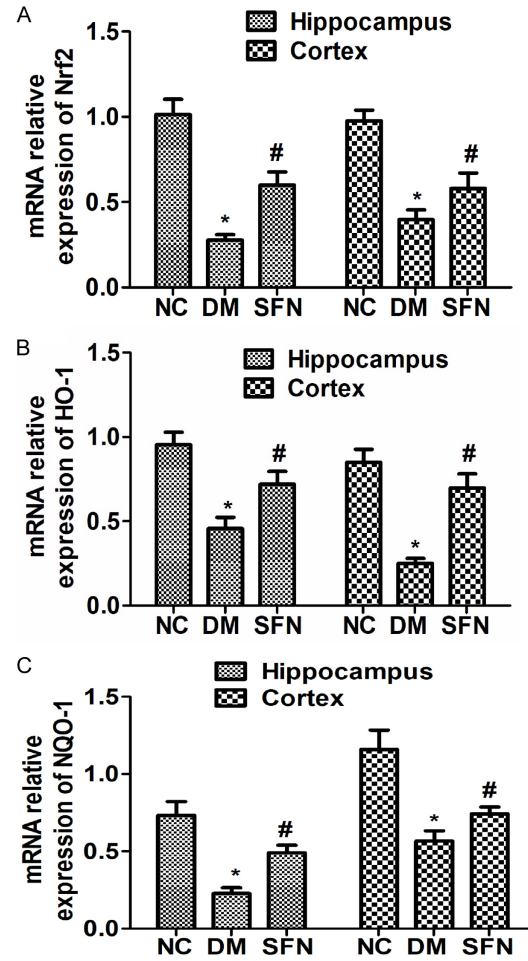 A
Hippocampus
Cortex
mRNA relative
expression of Nrf2
1.5
1.0
0.5
0.0
* # * #
NC DM SFN NC DM SFN
B
Hippocampus
Cortex
mRNA relative
expression of HO-1
1.5
1.0
0.5
0.0
* # * #
NC DM SFN NC DM SFN
C
Hippocampus
Cortex
mRNA relative
expression of NQO-1
1.5
1.0
0.5
0.0
* # * #
NC DM SFN NC DM SFN